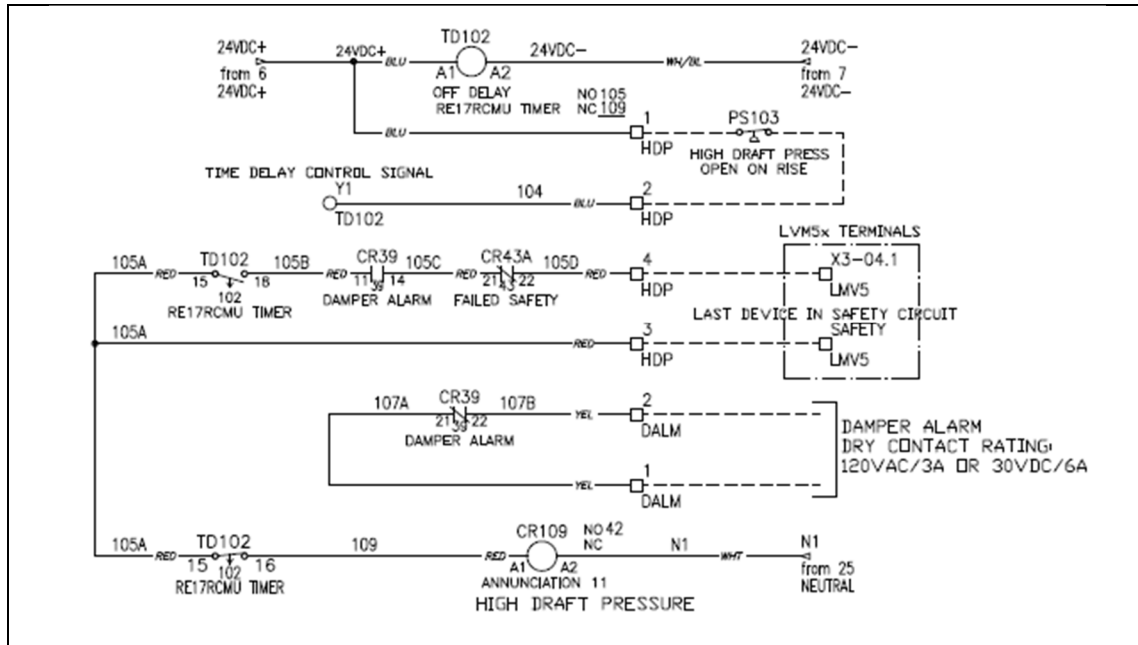 TD102
24VDC+ 24VDC+ BLU A1 A2 24VDC− WH/BL 24VDC−
from 6 from 7
24VDC+ 24VDC−
OFF DELAY NO 105
RE17RCMU TIMER NC 109
BLU 1 PS103
HDP HIGH DRAFT PRESS
OPEN ON RISE
TIME DELAY CONTROL SIGNAL
Y1 104 BLU 2
TD102 HDP
LVM5x TERMINALS
105A RED TD102 105B RED CR39 105C RED CR43A 105D RED 4 X3-04.1
15 18 11 39 14 21 43 22 HDP LMV5
102 DAMPER ALARM FAILED SAFETY
RE17RCMU TIMER
LAST DEVICE IN SAFETY CIRCUIT
105A RED 3 SAFETY
HDP LMV5
107A CR39 107B YEL 2
21 39 22 DALM
DAMPER ALARM
DAMPER ALARM
DRY CONTACT RATING:
120VAC/3A OR 30VDC/6A
YEL 1
DALM
105A RED TD102 109 RED CR109 NO 42 N1 WHT N1
15 102 16 A1 A2 NC from 25
RE17RCMU TIMER ANNUNCIATION 11 NEUTRAL
HIGH DRAFT PRESSURE